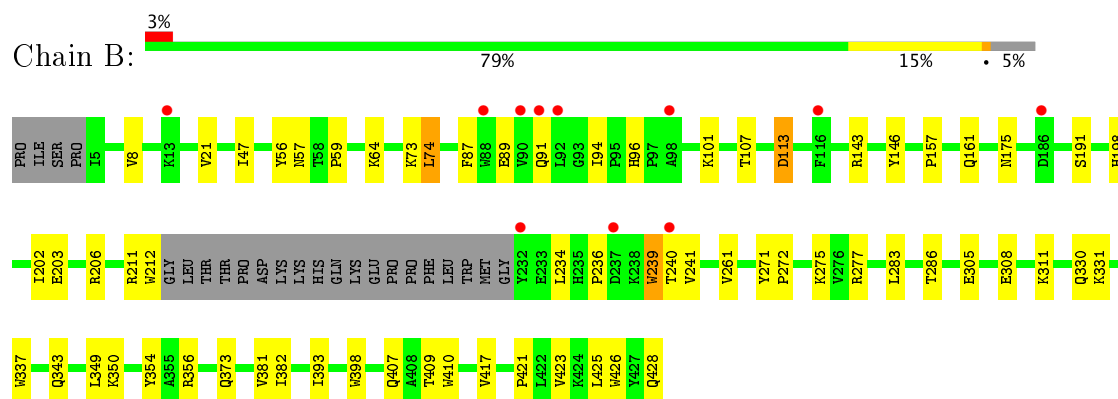 3%
Chain B:
79% 15% • 5%
PRO ILE SER PRO I5 V8 K13 V21 I47 Y56 N57 T58 P59 K64 K73 L74 F87 W88 E89 V90 Q91 L92 G93 I94 P95 H96 P97 A98 K101 T107 D113 F116 R143 Y146 P157 Q161 N175 D186 S191 H198
I202 E203 R206 R211 W212 GLY LEU THR THR PRO ASP LYS LYS HIS GLN LYS GLU PRO PRO PHE LEU TRP MET GLY Y232 E233 L234 H235 P236 D237 K238 W239 T240 V241 V261 Y271 P272 K275 V276 R277 L283 T286 E305 E308 K311 Q330 K331
W337 Q343 L349 K350 Y354 A355 R356 Q373 V381 I382 I393 W398 Q407 A408 T409 W410 V417 P421 L422 V423 K424 L425 W426 Y427 Q428